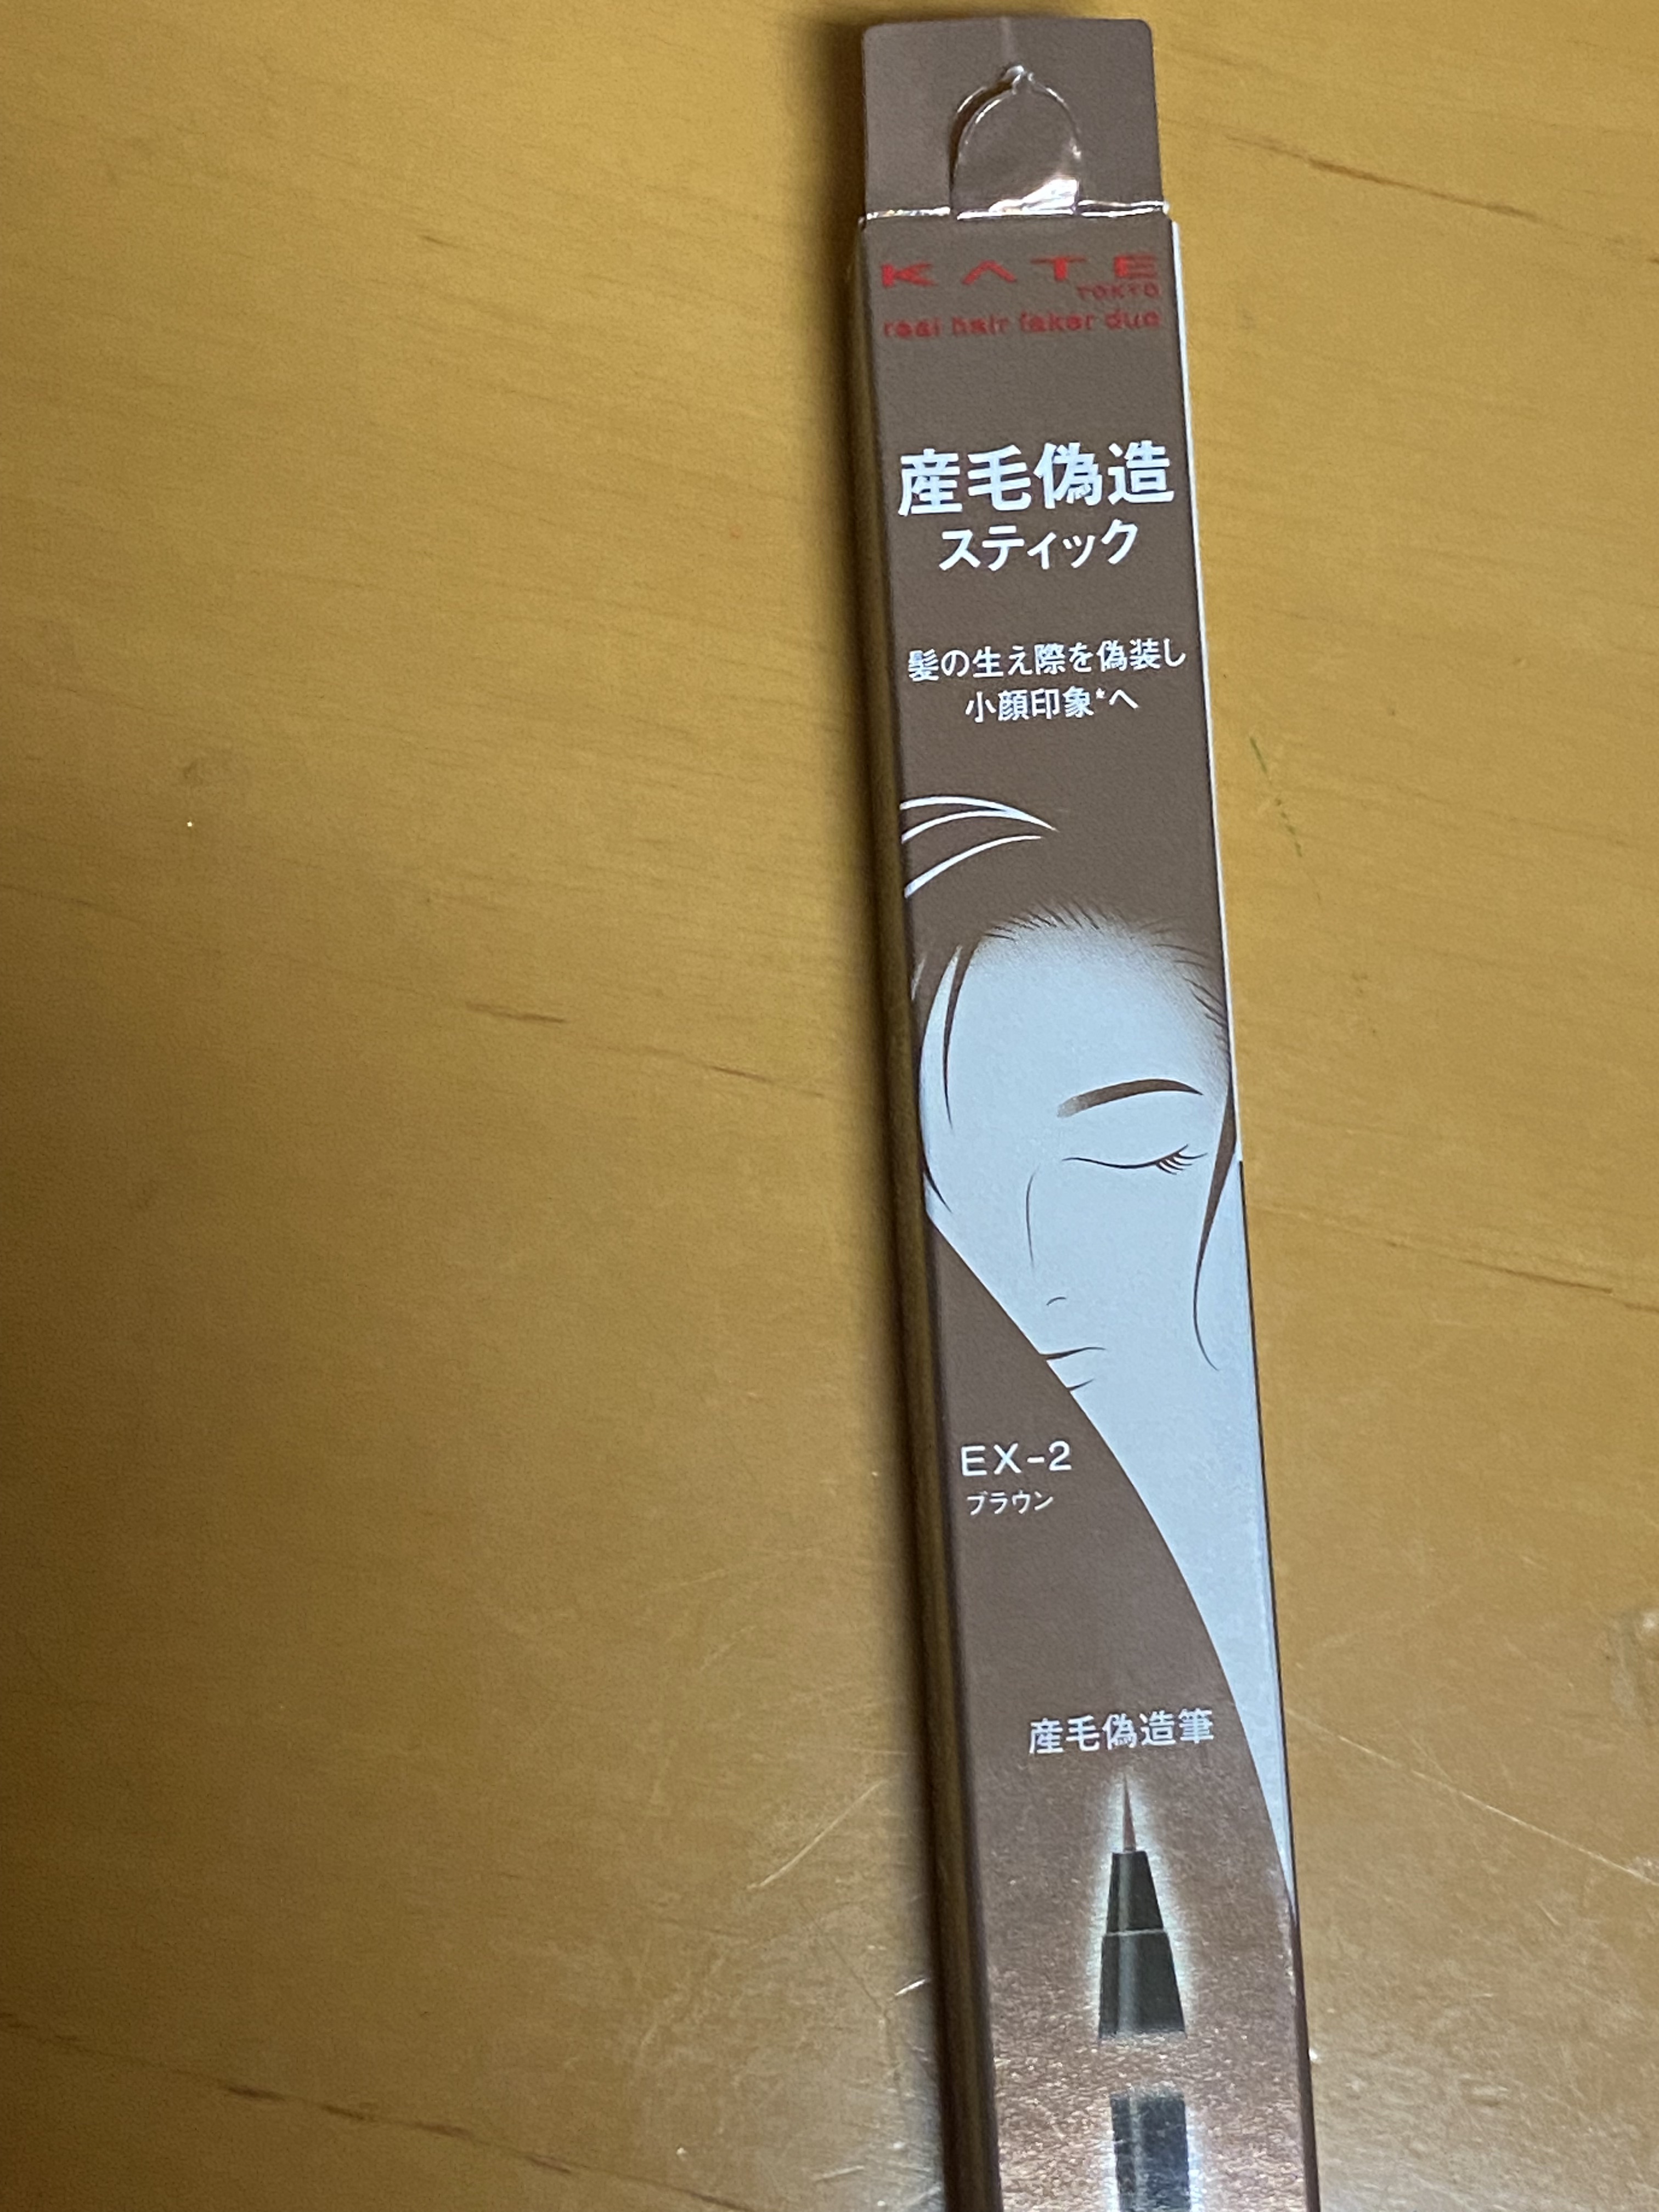 KATE
TOKYO
real hair faker duo
産毛偽造
スティック
髪の生え際を偽装し
小顔印象*へ
EX-2
ブラウン
産毛偽造筆